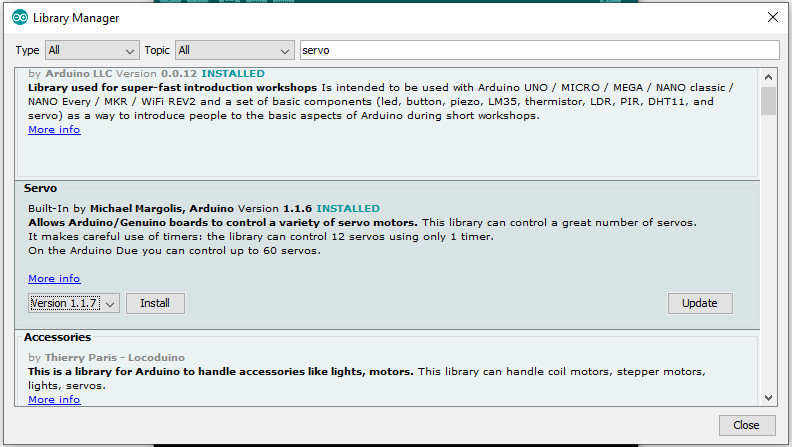 Library Manager
Type All Topic All servo
by Arduino LLC Version 0.0.12 INSTALLED
Library used for super-fast introduction workshops Is intended to be used with Arduino UNO / MICRO / MEGA / NANO classic /
NANO Every / MKR / WiFi REV2 and a set of basic components (led, button, piezo, LM35, thermistor, LDR, PIR, DHT11, and
servo) as a way to introduce people to the basic aspects of Arduino during short workshops.
More info
Servo
Built-In by Michael Margolis, Arduino Version 1.1.6 INSTALLED
Allows Arduino/Genuino boards to control a variety of servo motors. This library can control a great number of servos.
It makes careful use of timers: the library can control 12 servos using only 1 timer.
On the Arduino Due you can control up to 60 servos.
More info
Version 1.1.7 Install Update
Accessories
by Thierry Paris - Locoduino
This is a library for Arduino to handle accessories like lights, motors. This library can handle coil motors, stepper motors,
lights, servos.
More info
Close